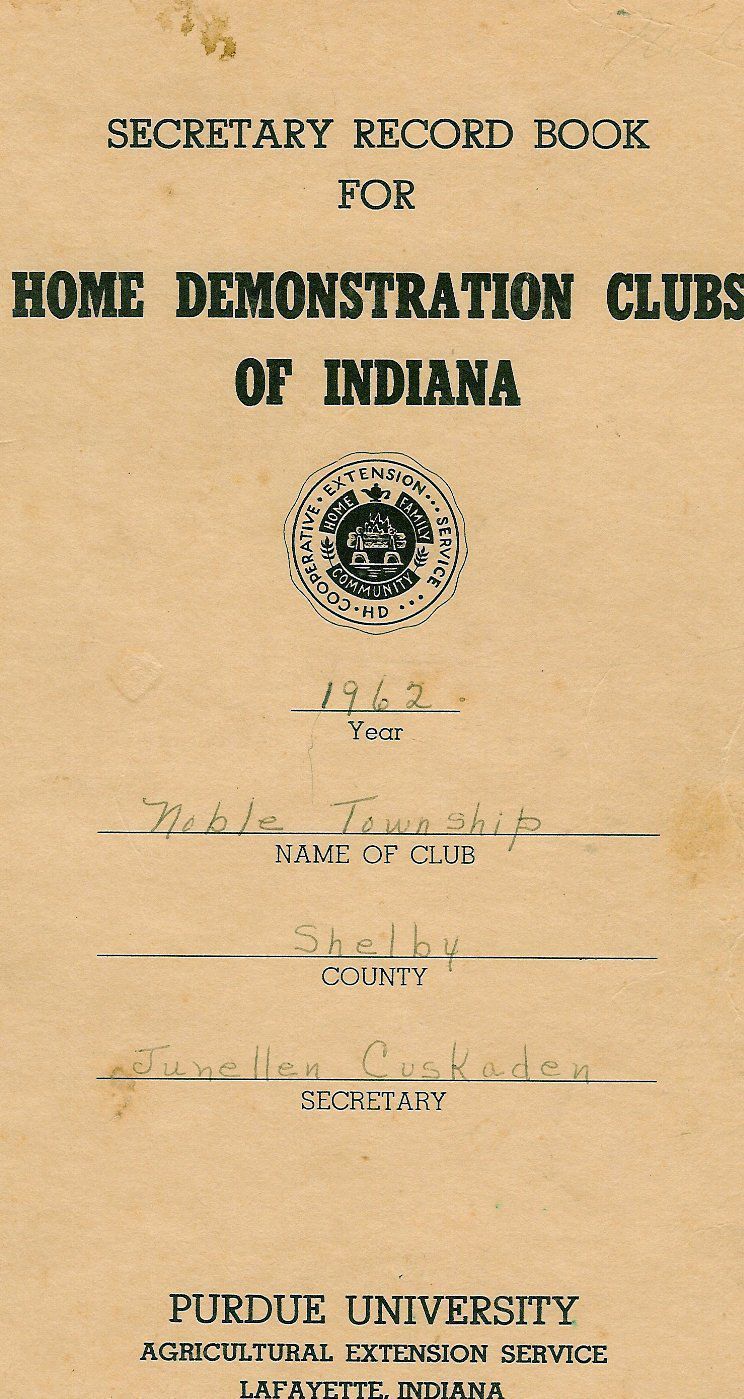 SECRETARY RECORD BOOK
FOR
HOME DEMONSTRATION CLUBS
OF INDIANA
COOPERATIVE • EXTENSION ... SERVICE ... HD •
HOME FAMILY
COMMUNITY
1962
Year
Noble Township
NAME OF CLUB
Shelby
COUNTY
Junellen Cuskaden
SECRETARY
PURDUE UNIVERSITY
AGRICULTURAL EXTENSION SERVICE
LAFAYETTE, INDIANA